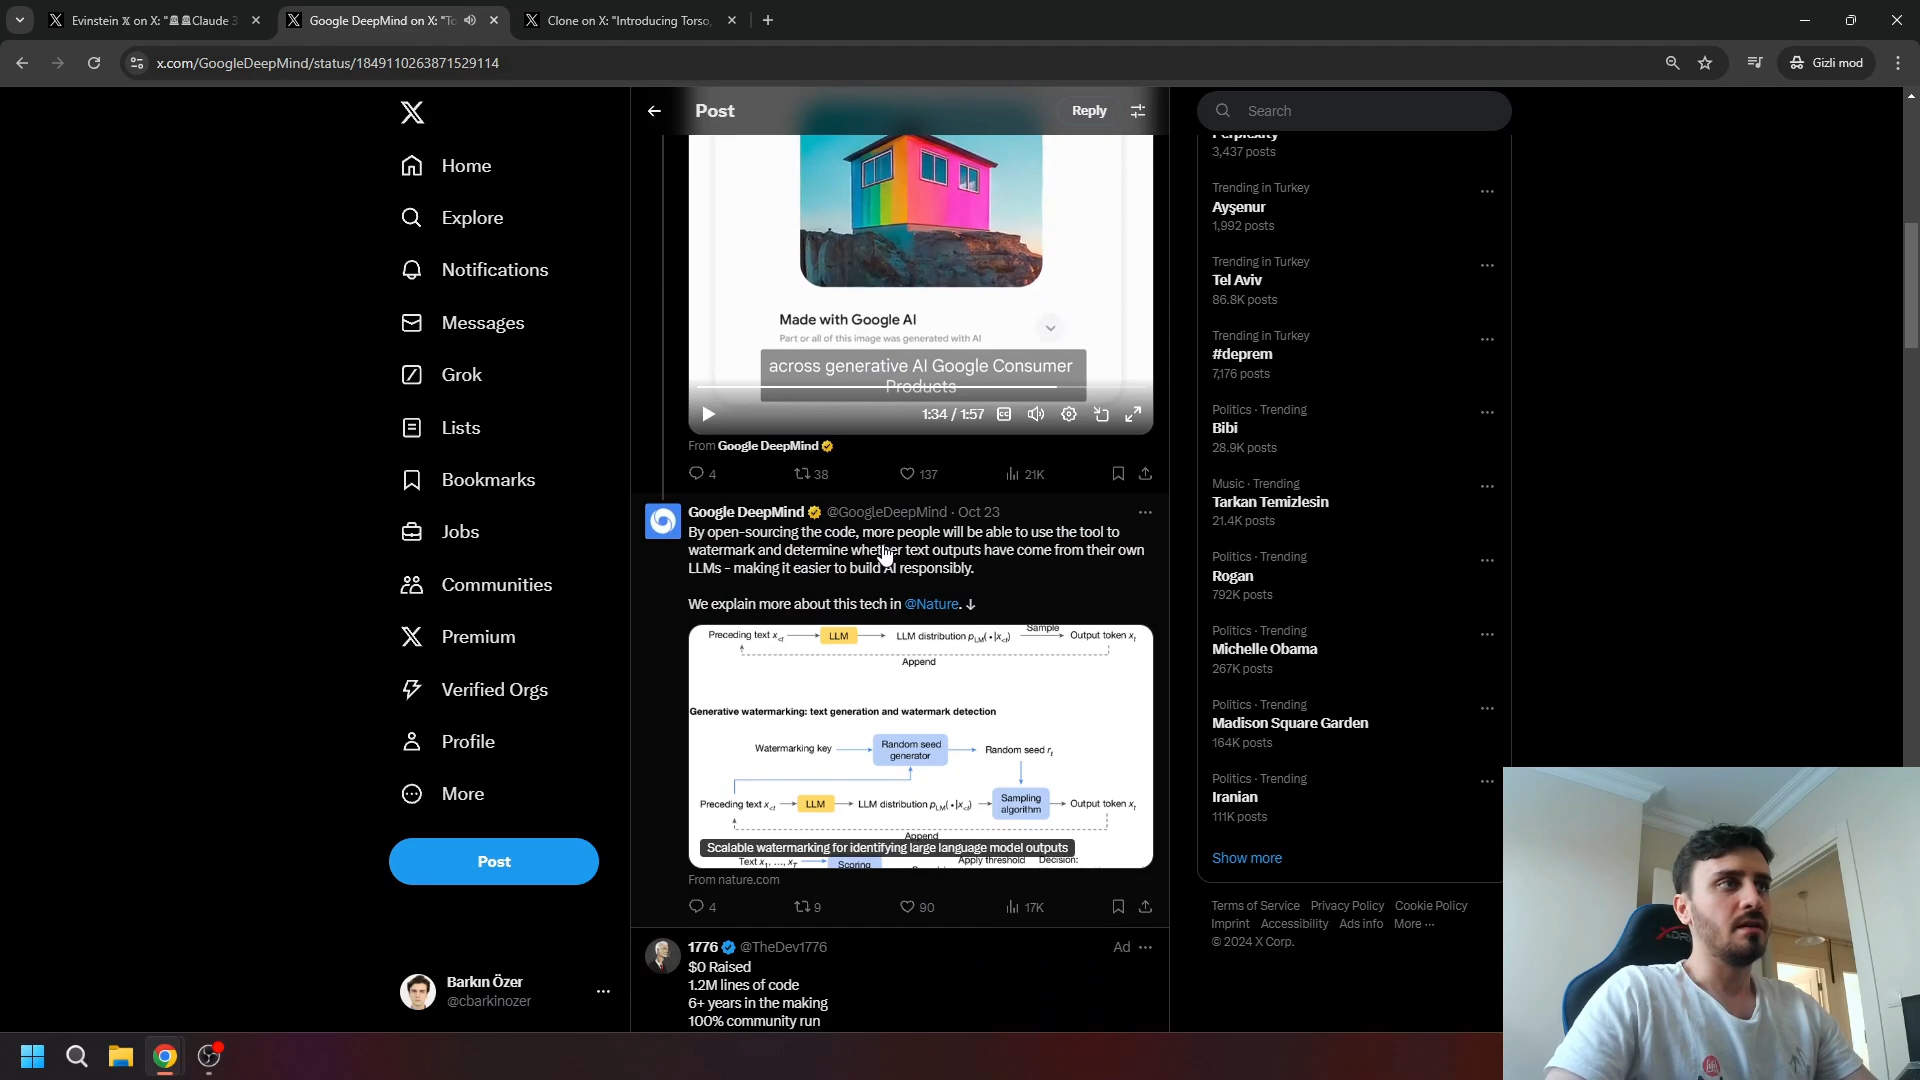 Evinstein 𝕏 on X: "🚨🚨Claude 3
Google DeepMind on X: "To
Clone on X: "Introducing Torso,
x.com/GoogleDeepMind/status/1849110263871529114
Gizli mod
Home
Explore
Notifications
Messages
Grok
Lists
Bookmarks
Jobs
Communities
Premium
Verified Orgs
Profile
More
Post
Barkın Özer
@cbarkinozer
Post
Reply
Made with Google AI
Part or all of this image was generated with AI
across generative AI Google Consumer
Products
1:34 / 1:57
From Google DeepMind
4
38
137
21K
Google DeepMind @GoogleDeepMind · Oct 23
By open-sourcing the code, more people will be able to use the tool to
watermark and determine whether text outputs have come from their own
LLMs - making it easier to build AI responsibly.
We explain more about this tech in @Nature. ↓
Preceding text x<t
LLM
LLM distribution pLM(•|x<t)
Sample
Output token xt
Append
Generative watermarking: text generation and watermark detection
Watermarking key
Random seed
generator
Random seed rt
Preceding text x<t
LLM
LLM distribution pLM(•|x<t)
Sampling
algorithm
Output token xt
Append
Scalable watermarking for identifying large language model outputs
Text x1, ..., xT
Scoring
Apply threshold
Decision:
From nature.com
4
9
90
17K
1776 @TheDev1776
Ad
$0 Raised
1.2M lines of code
6+ years in the making
100% community run
Search
Perplexity
3,437 posts
Trending in Turkey
Ayşenur
1,992 posts
Trending in Turkey
Tel Aviv
86.8K posts
Trending in Turkey
#deprem
7,176 posts
Politics · Trending
Bibi
28.9K posts
Music · Trending
Tarkan Temizlesin
21.4K posts
Politics · Trending
Rogan
792K posts
Politics · Trending
Michelle Obama
267K posts
Politics · Trending
Madison Square Garden
164K posts
Politics · Trending
Iranian
111K posts
Show more
Terms of Service Privacy Policy Cookie Policy
Imprint Accessibility Ads info More ···
© 2024 X Corp.